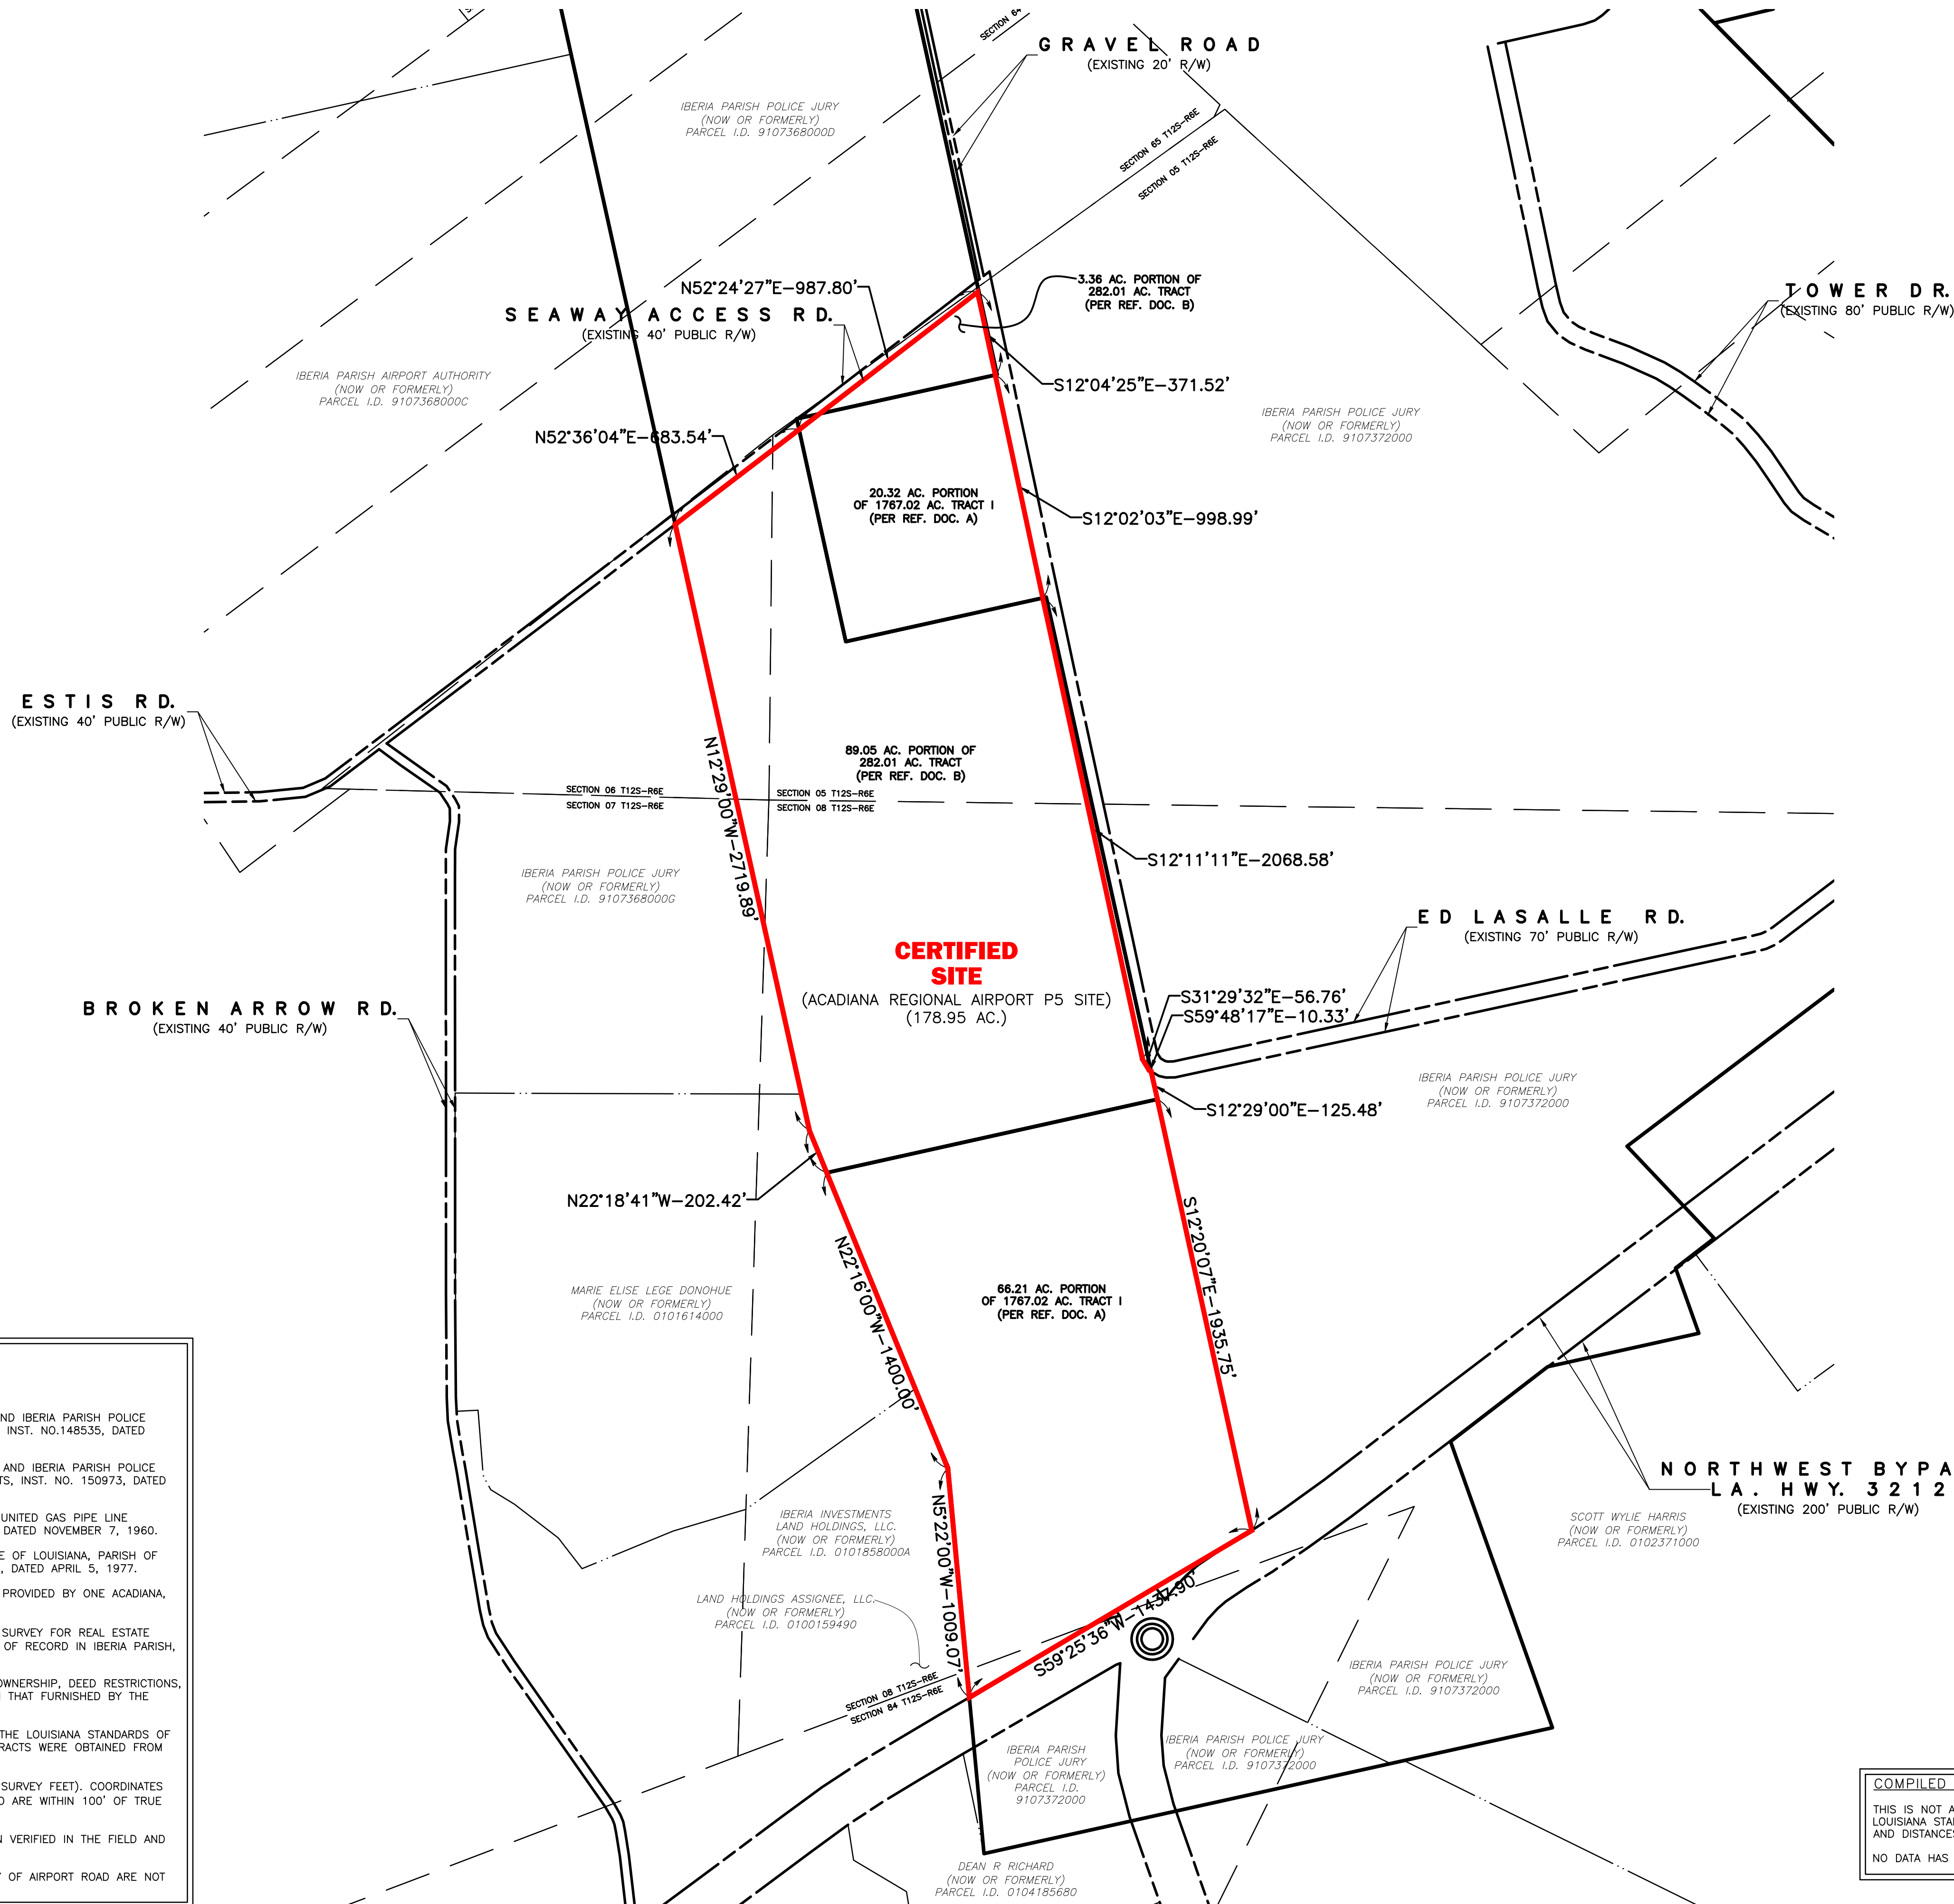 SECTION 64
GRAVEL ROAD
(EXISTING 20' R/W)
IBERIA PARISH POLICE JURY
(NOW OR FORMERLY)
PARCEL I.D. 9107368000D
SECTION 65 T12S-R6E
SECTION 05 T12S-R6E
N52°24'27"E-987.80'
3.36 AC. PORTION OF
282.01 AC. TRACT
(PER REF. DOC. B)
TOWER DR.
(EXISTING 80' PUBLIC R/W)
SEAWAY ACCESS RD.
(EXISTING 40' PUBLIC R/W)
IBERIA PARISH AIRPORT AUTHORITY
(NOW OR FORMERLY)
PARCEL I.D. 9107368000C
S12°04'25"E-371.52'
IBERIA PARISH POLICE JURY
(NOW OR FORMERLY)
PARCEL I.D. 9107372000
N52°36'04"E-683.54'
20.32 AC. PORTION
OF 1767.02 AC. TRACT I
(PER REF. DOC. A)
S12°02'03"E-998.99'
ESTIS RD.
(EXISTING 40' PUBLIC R/W)
N12°29'00"W-2719.89'
89.05 AC. PORTION OF
282.01 AC. TRACT
(PER REF. DOC. B)
SECTION 06 T12S-R6E
SECTION 07 T12S-R6E
SECTION 05 T12S-R6E
SECTION 08 T12S-R6E
S12°11'11"E-2068.58'
IBERIA PARISH POLICE JURY
(NOW OR FORMERLY)
PARCEL I.D. 9107368000G
ED LASALLE RD.
(EXISTING 70' PUBLIC R/W)
CERTIFIED
SITE
(ACADIANA REGIONAL AIRPORT P5 SITE)
(178.95 AC.)
BROKEN ARROW RD.
(EXISTING 40' PUBLIC R/W)
S31°29'32"E-56.76'
S59°48'17"E-10.33'
IBERIA PARISH POLICE JURY
(NOW OR FORMERLY)
PARCEL I.D. 9107372000
S12°29'00"E-125.48'
N22°18'41"W-202.42'
N22°16'00"W-1400.00'
S12°20'07"E-1935.75'
MARIE ELISE LEGE DONOHUE
(NOW OR FORMERLY)
PARCEL I.D. 0101614000
66.21 AC. PORTION
OF 1767.02 AC. TRACT I
(PER REF. DOC. A)
NORTHWEST BYPA
LA. HWY. 3212
(EXISTING 200' PUBLIC R/W)
IBERIA INVESTMENTS
LAND HOLDINGS, LLC.
(NOW OR FORMERLY)
PARCEL I.D. 0101858000A
N5°22'00"W-1009.07'
SCOTT WYLIE HARRIS
(NOW OR FORMERLY)
PARCEL I.D. 0102371000
LAND HOLDINGS ASSIGNEE, LLC.
(NOW OR FORMERLY)
PARCEL I.D. 0100159490
S59°25'36"W-1437.90'
SECTION 08 T12S-R6E
SECTION 84 T12S-R6E
IBERIA PARISH POLICE JURY
(NOW OR FORMERLY)
PARCEL I.D. 9107372000
IBERIA PARISH POLICE JURY
(NOW OR FORMERLY)
PARCEL I.D. 9107372000
IBERIA PARISH
POLICE JURY
(NOW OR FORMERLY)
PARCEL I.D.
9107372000
DEAN R RICHARD
(NOW OR FORMERLY)
PARCEL I.D. 0104185680
ND IBERIA PARISH POLICE
INST. NO.148535, DATED
AND IBERIA PARISH POLICE
TS, INST. NO. 150973, DATED
UNITED GAS PIPE LINE
DATED NOVEMBER 7, 1960.
E OF LOUISIANA, PARISH OF
, DATED APRIL 5, 1977.
PROVIDED BY ONE ACADIANA,
SURVEY FOR REAL ESTATE
OF RECORD IN IBERIA PARISH,
OWNERSHIP, DEED RESTRICTIONS,
THAT FURNISHED BY THE
THE LOUISIANA STANDARDS OF
RACTS WERE OBTAINED FROM
SURVEY FEET). COORDINATES
D ARE WITHIN 100' OF TRUE
N VERIFIED IN THE FIELD AND
Y OF AIRPORT ROAD ARE NOT
COMPILED
THIS IS NOT A
LOUISIANA STA
AND DISTANCES
NO DATA HAS